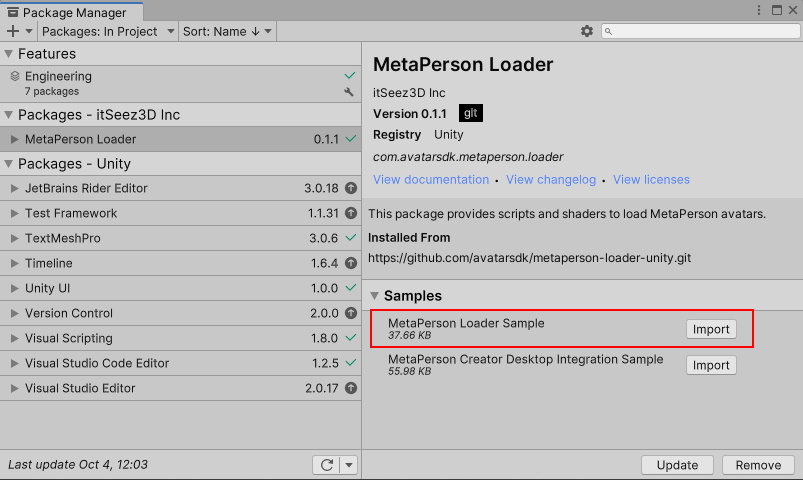 Package Manager
Packages: In Project
Sort: Name ↓
Features
Engineering
7 packages
Packages - itSeez3D Inc
MetaPerson Loader 0.1.1
Packages - Unity
JetBrains Rider Editor 3.0.18
Test Framework 1.1.31
TextMeshPro 3.0.6
Timeline 1.6.4
Unity UI 1.0.0
Version Control 2.0.0
Visual Scripting 1.8.0
Visual Studio Code Editor 1.2.5
Visual Studio Editor 2.0.17
Last update Oct 4, 12:03
MetaPerson Loader
itSeez3D Inc
Version 0.1.1 git
Registry Unity
com.avatarsdk.metaperson.loader
View documentation • View changelog • View licenses
This package provides scripts and shaders to load MetaPerson avatars.
Installed From
https://github.com/avatarsdk/metaperson-loader-unity.git
Samples
MetaPerson Loader Sample
37.66 KB
Import
MetaPerson Creator Desktop Integration Sample
55.98 KB
Import
Update
Remove